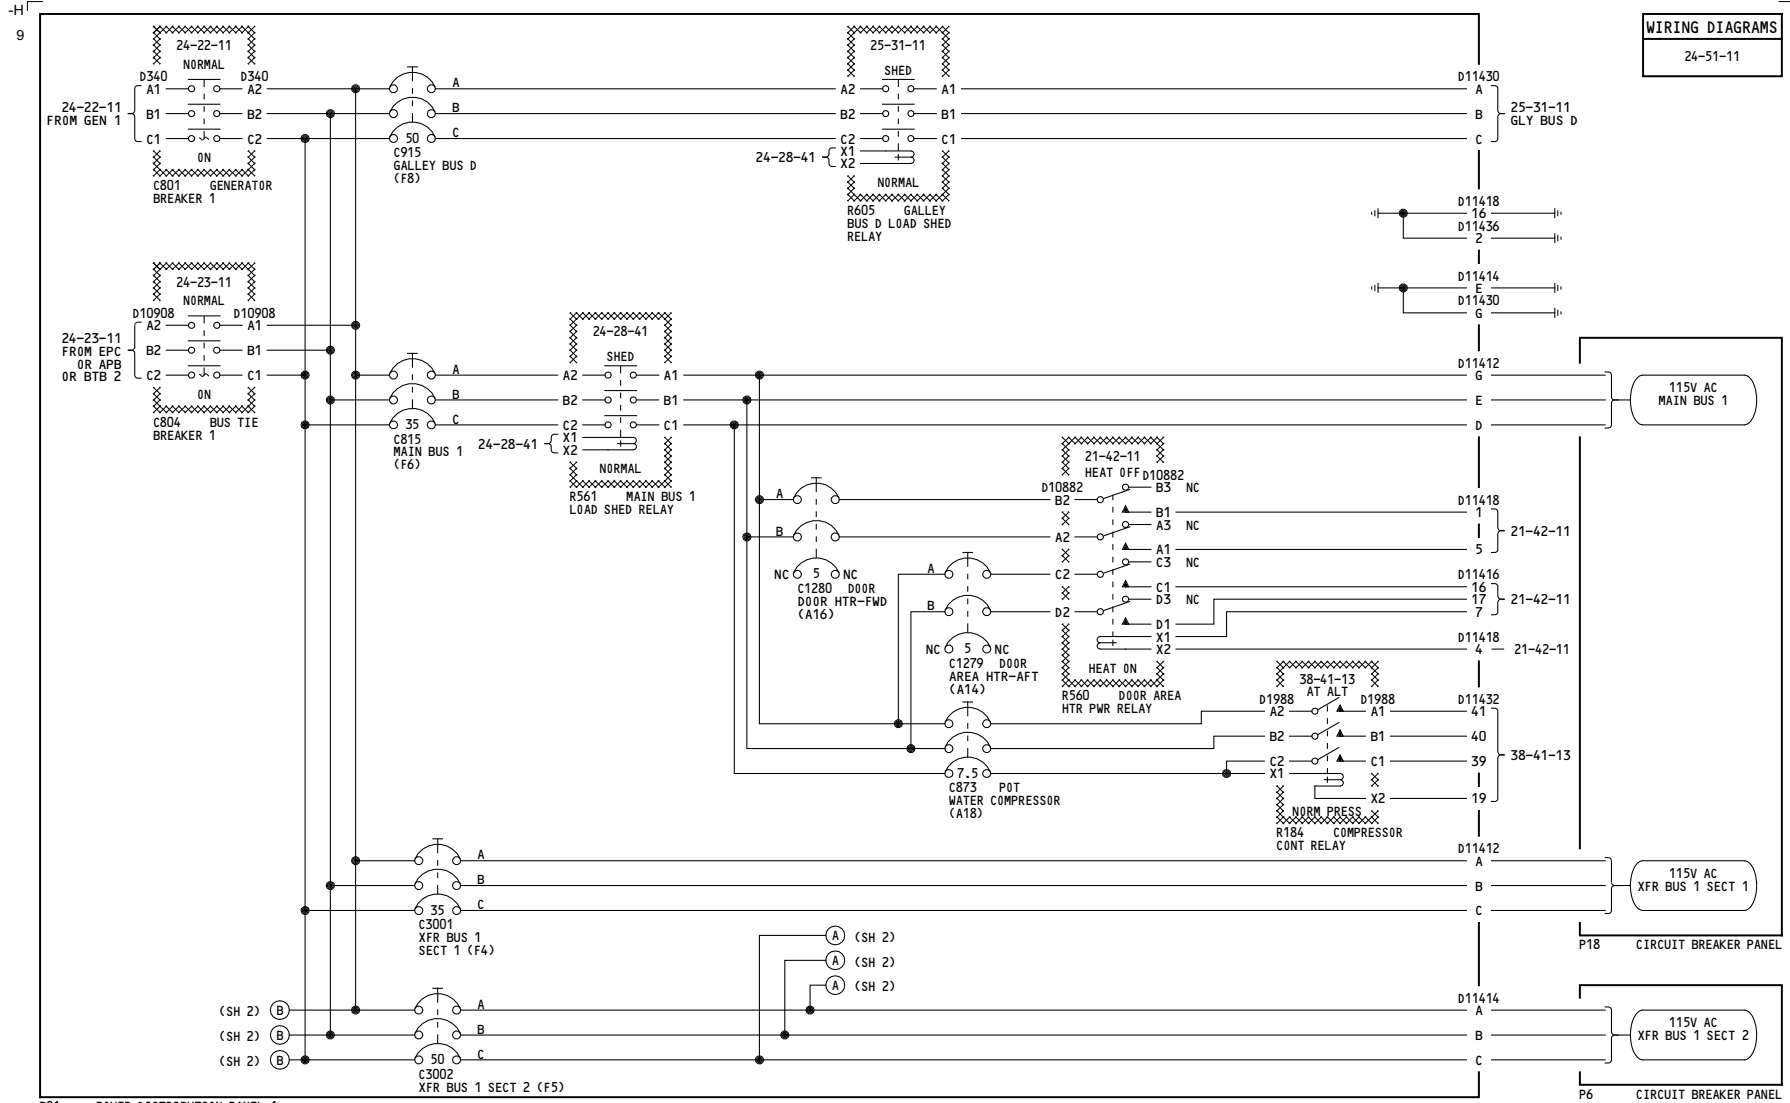 -H
9
WIRING DIAGRAMS
24-51-11
24-22-11
NORMAL
D340 D340
A1 A2
B1 B2
C1 C2
ON
24-22-11
FROM GEN 1
C801 GENERATOR
BREAKER 1
A
B
50 C
C915
GALLEY BUS D
(F8)
25-31-11
SHED
A2 A1
B2 B1
C2 C1
X1
X2
24-28-41
NORMAL
R605 GALLEY
BUS D LOAD SHED
RELAY
D11430
A
B
C
25-31-11
GLY BUS D
D11418
16
D11436
2
D11414
E
D11430
G
24-23-11
NORMAL
D10908 D10908
A2 A1
B2 B1
C2 C1
ON
24-23-11
FROM EPC
OR APB
OR BTB 2
C804 BUS TIE
BREAKER 1
A
B
35 C
C815
MAIN BUS 1
(F6)
24-28-41
SHED
A2 A1
B2 B1
C2 C1
X1
X2
24-28-41
NORMAL
R561 MAIN BUS 1
LOAD SHED RELAY
D11412
G
E
D
115V AC
MAIN BUS 1
A
B
NC 5 NC
C1280 DOOR
DOOR HTR-FWD
(A16)
A
B
NC 5 NC
C1279 DOOR
AREA HTR-AFT
(A14)
21-42-11
HEAT OFF
D10882 D10882
B2 B3 NC
B1
A3 NC
A2
A1
C3 NC
C2
C1
D3 NC
D2
D1
X1
X2
HEAT ON
R560 DOOR AREA
HTR PWR RELAY
D11418
1
5
21-42-11
D11416
16
17
7
21-42-11
D11418
4 21-42-11
7.5
C873 POT
WATER COMPRESSOR
(A18)
38-41-13
AT ALT
D1988 D1988
A2 A1
B2 B1
C2 C1
X1
X2
NORM PRESS
R184 COMPRESSOR
CONT RELAY
D11432
41
40
39
19
38-41-13
A
B
35 C
C3001
XFR BUS 1
SECT 1 (F4)
D11412
A
B
C
115V AC
XFR BUS 1 SECT 1
P18 CIRCUIT BREAKER PANEL
A (SH 2)
A (SH 2)
A (SH 2)
(SH 2) B
(SH 2) B
(SH 2) B
A
B
50 C
C3002
XFR BUS 1 SECT 2 (F5)
D11414
A
B
C
115V AC
XFR BUS 1 SECT 2
P6 CIRCUIT BREAKER PANEL